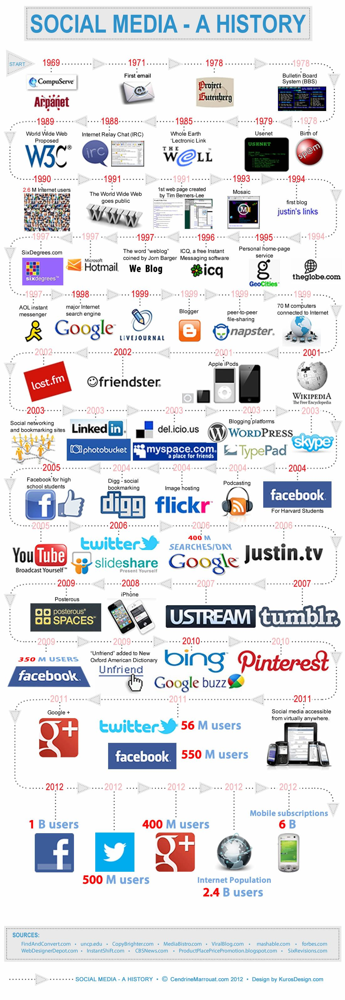 SOCIAL MEDIA - A HISTORY
START
1969
1971
1978
1978
CompuServe
Arpanet
First email
@
Project
Gutenberg
Bulletin Board
System (BBS)
1989
1988
1985
1979
1978
World Wide Web
Proposed
W3C®
Internet Relay Chat (IRC)
irc
Whole Earth
'Lectronic Link
THE
WELL
Usenet
USENET
Birth of
sp@m
1990
1991
1991
1993
1994
2.6 M Internet users
The World Wide Web
goes public
WWW
1st web page created
by Tim Berners-Lee
Mosaic
M
first blog
justin's links
1997
1997
1997
1996
1995
1994
SixDegrees.com
sixdegrees™
Microsoft
Hotmail
The word "weblog"
coined by Jorn Barger
We Blog
ICQ, a free Instant
Messaging software
icq
Personal home-page
service
g
GeoCities
theglobe.com
1997
1998
1999
1999
1999
1999
AOL instant
messenger
major Internet
search engine
Google
LIVEJOURNAL
Blogger
B
peer-to-peer
file-sharing
napster.
70 M computers
connected to Internet
2002
2002
2001
2001
last.fm
friendster.
Apple iPods
WIKIPEDIA
The Free Encyclopedia
2003
2003
2003
2003
2003
Social networking
and bookmarking sites
Linked in
photobucket
del.icio.us
myspace.com
a place for friends
Blogging platforms
WORDPRESS
TypePad
skype
2005
2004
2004
2004
2004
Facebook for high
school students
f
Digg - social
bookmarking
digg
Image hosting
flickr
Podcasting
facebook
For Harvard Students
2005
2006
2006
2006
YouTube
Broadcast Yourself™
twitter
slideshare
Present Yourself
400 M
SEARCHES/DAY
Google
Justin.tv
2009
2008
2007
2007
Posterous
posterous
SPACES
iPhone
USTREAM
tumblr.
2009
2009
2010
2010
350 M USERS
facebook
"Unfriend" added to New
Oxford American Dictionary
Unfriend
bing
Google buzz
Pinterest
2011
2011
2011
Google +
g+
twitter 56 M users
facebook 550 M users
Social media accessible
from virtually anywhere.
2012
2012
2012
2012
2012
1 B users
f
500 M users
400 M users
g+
Internet Population
2.4 B users
Mobile subscriptions
6 B
SOURCES:
FindAndConvert.com • uncp.edu • CopyBrighter.com • MediaBistro.com • ViralBlog.com • mashable.com • forbes.com
WebDesignerDepot.com • InstantShift.com • CBSNews.com • ProductPlacePricePromotion.blogspot.com • SixRevisions.com
SOCIAL MEDIA - A HISTORY • © CendrineMarrouat.com 2012 • Design by KurosDesign.com